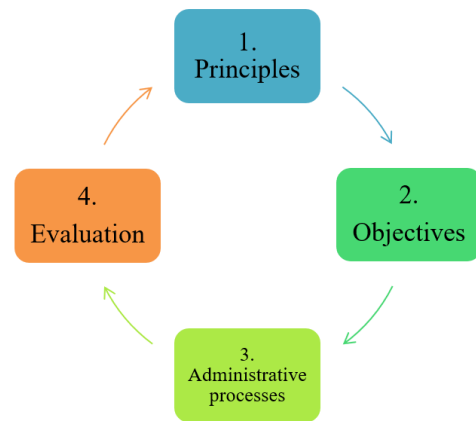 1.
Principles
2.
Objectives
3.
Administrative
processes
4.
Evaluation